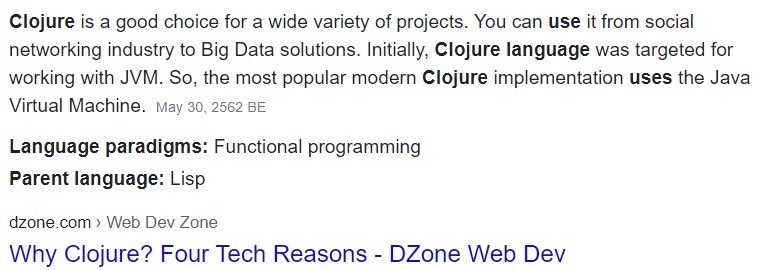 Clojure is a good choice for a wide variety of projects. You can use it from social
networking industry to Big Data solutions. Initially, Clojure language was targeted for
working with JVM. So, the most popular modern Clojure implementation uses the Java
Virtual Machine. May 30, 2562 BE
Language paradigms: Functional programming
Parent language: Lisp
dzone.com › Web Dev Zone
Why Clojure? Four Tech Reasons - DZone Web Dev